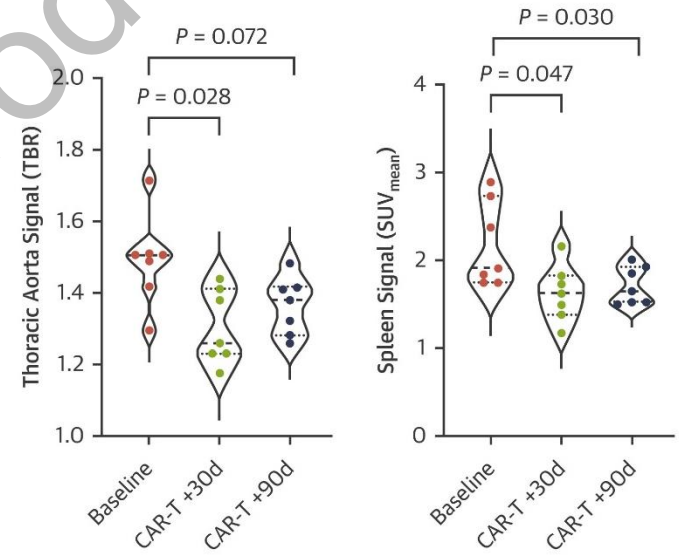 P = 0.072
P = 0.028
2.0
1.8
1.6
1.4
1.2
1.0
Thoracic Aorta Signal (TBR)
Baseline
CAR-T +30d
CAR-T +90d
P = 0.030
P = 0.047
4
3
2
1
0
Spleen Signal (SUVmean)
Baseline
CAR-T +30d
CAR-T +90d